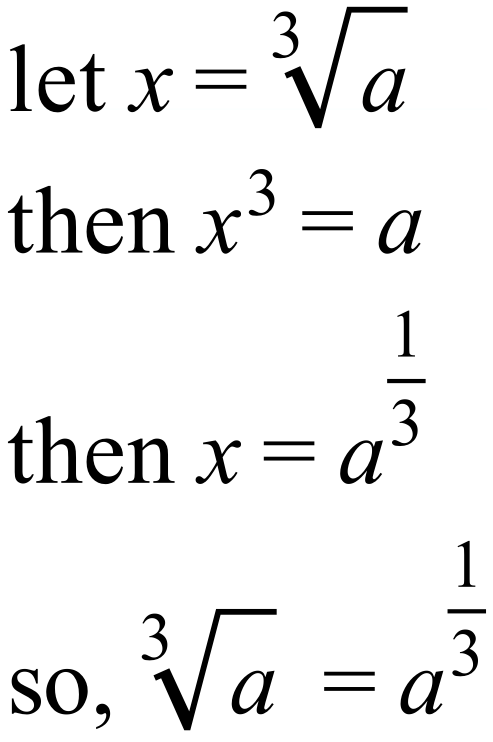 let x = ∛a
then x³ = a
then x = a^(1/3)
so, ∛a = a^(1/3)